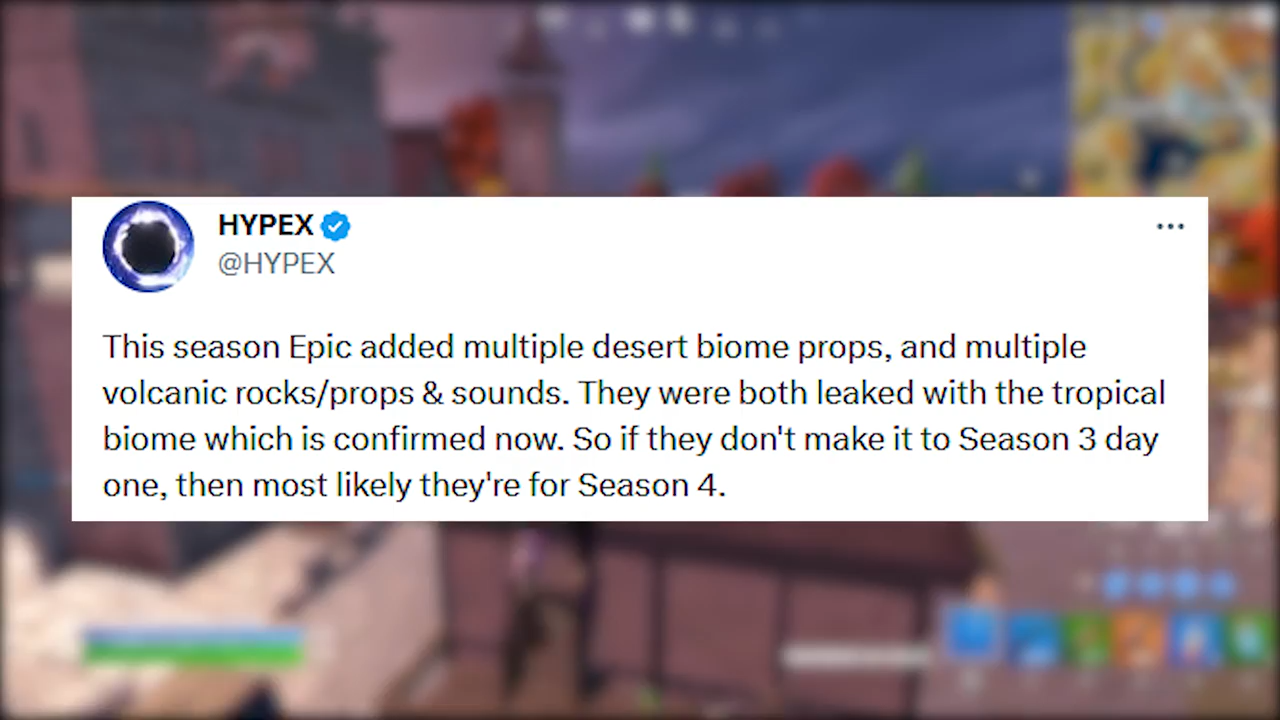 HYPEX
@HYPEX
This season Epic added multiple desert biome props, and multiple
volcanic rocks/props & sounds. They were both leaked with the tropical
biome which is confirmed now. So if they don't make it to Season 3 day
one, then most likely they're for Season 4.